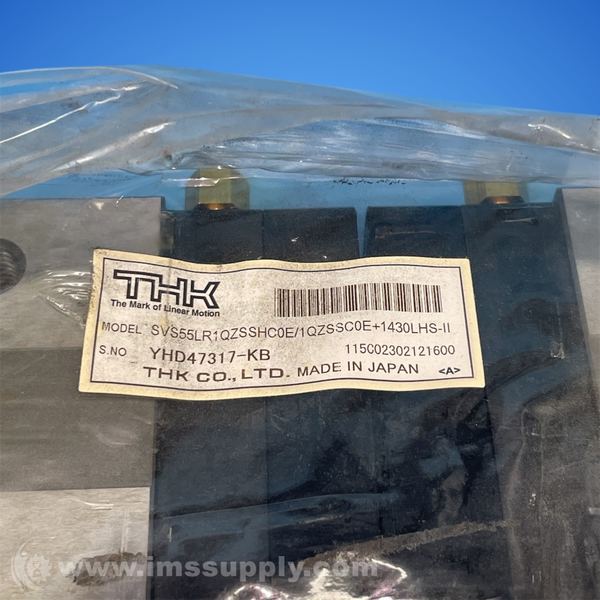 THK
The Mark of Linear Motion
MODEL SVS55LR1QZSSHC0E/1QZSSC0E+1430LHS-II
S.NO YHD47317-KB 115C02302121600
THK CO., LTD. MADE IN JAPAN <A>
www.imssupply.com